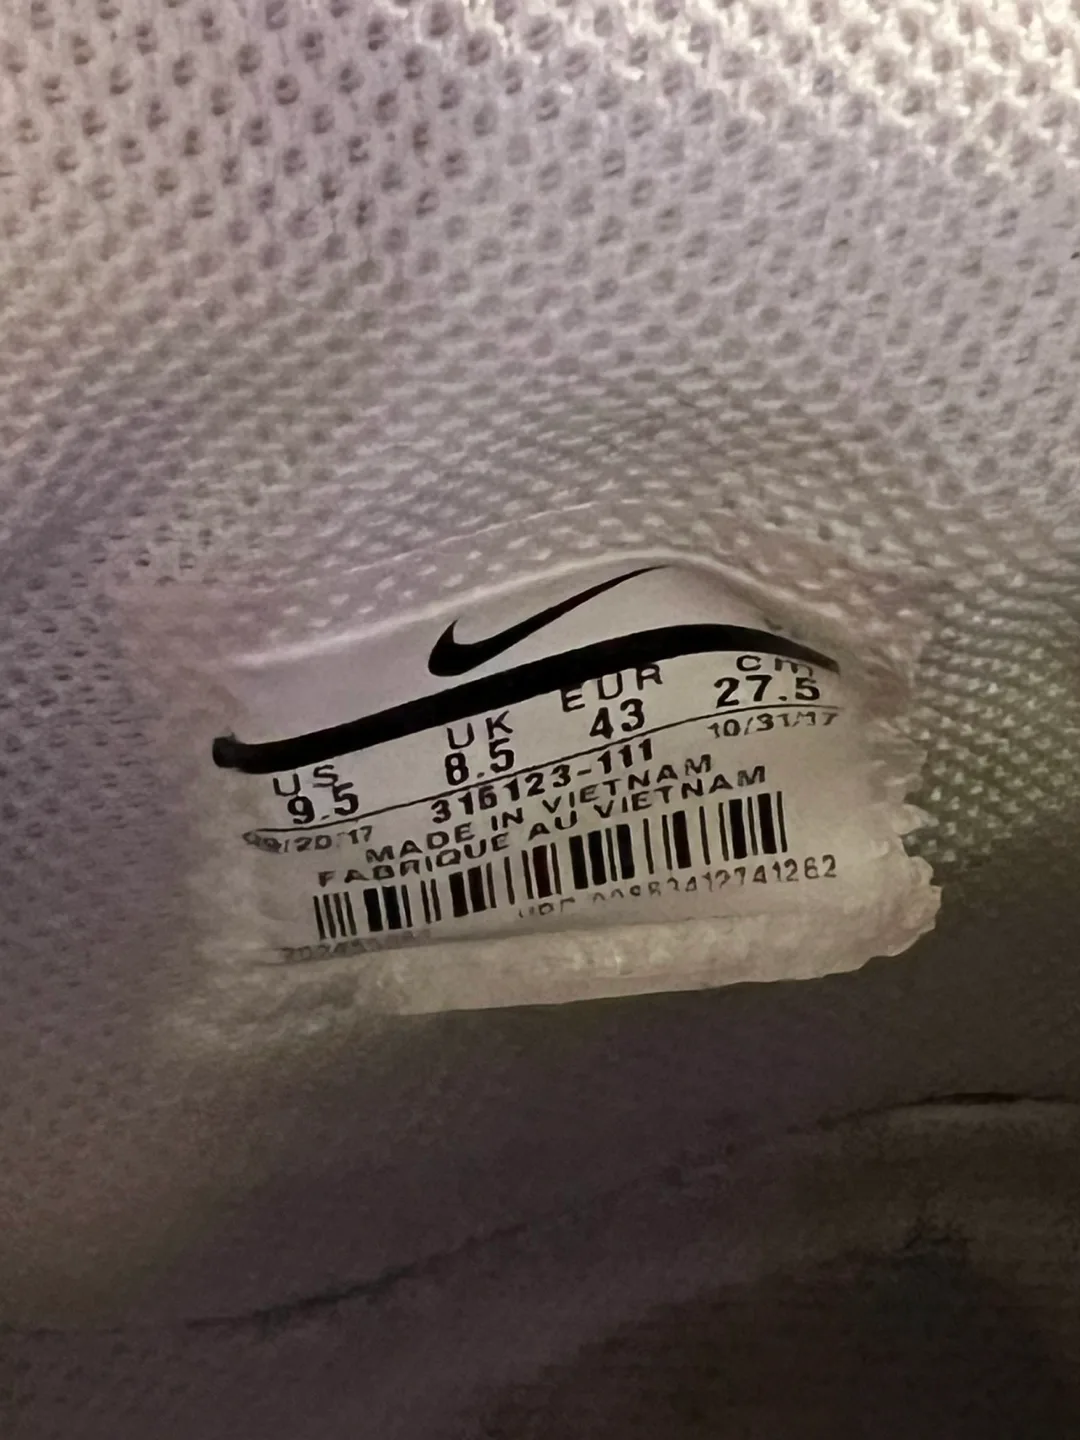 US UK EUR cm
9.5 8.5 43 27.5
10/31/17
315123-111
MADE IN VIETNAM
FABRIQUE AU VIETNAM